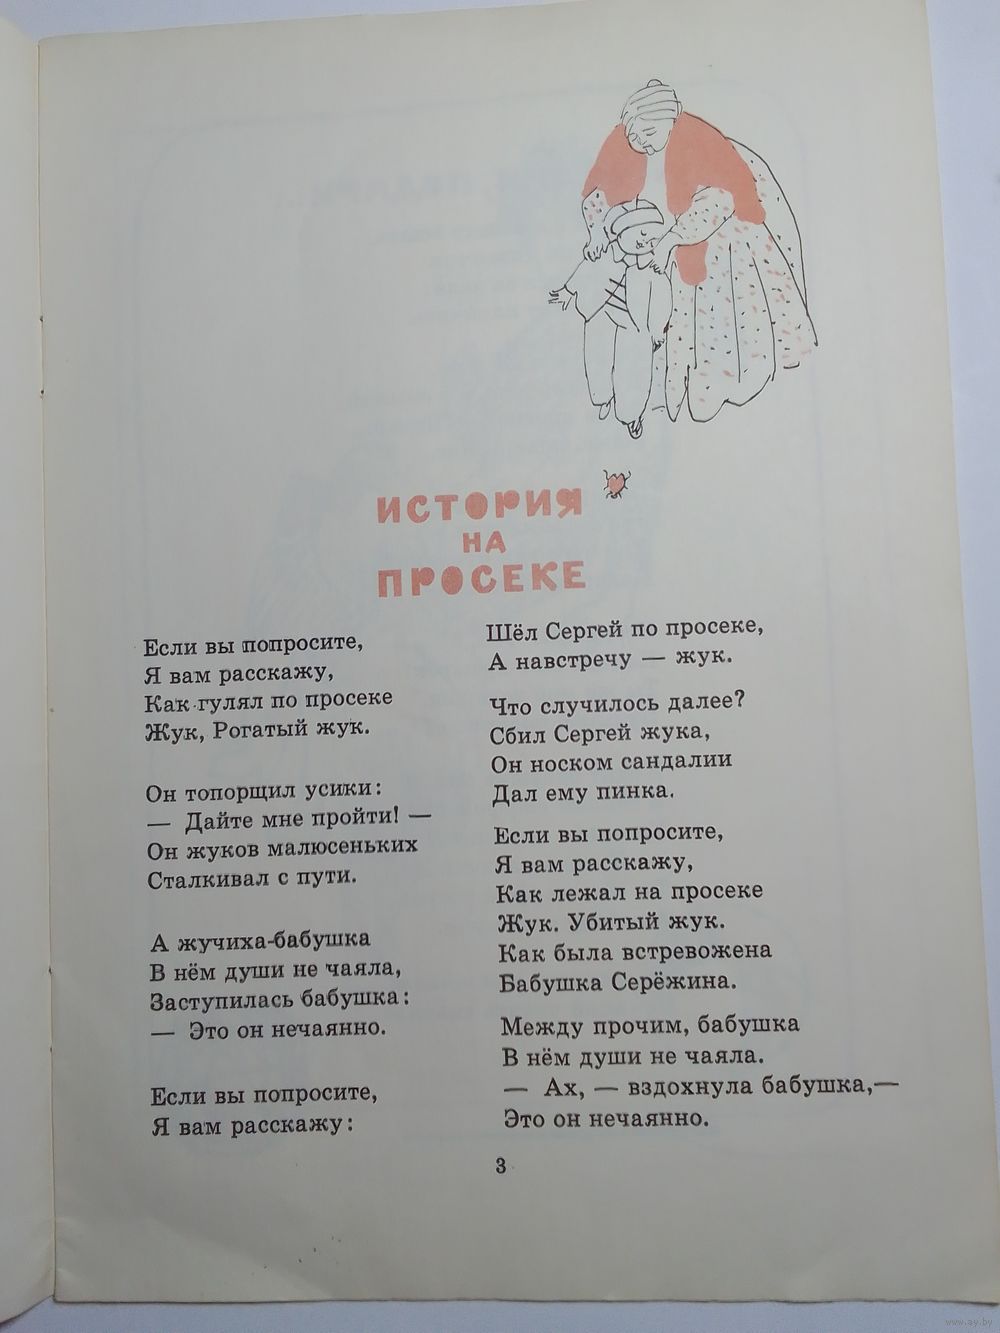 ИСТОРИЯ
НА
ПРОСЕКЕ
Если вы попросите,
Я вам расскажу,
Как гулял по просеке
Жук, Рогатый жук.
Он топорщил усики:
— Дайте мне пройти! —
Он жуков малюсеньких
Сталкивал с пути.
А жучиха-бабушка
В нём души не чаяла,
Заступилась бабушка:
— Это он нечаянно.
Если вы попросите,
Я вам расскажу:
Шёл Сергей по просеке,
А навстречу — жук.
Что случилось далее?
Сбил Сергей жука,
Он носком сандалии
Дал ему пинка.
Если вы попросите,
Я вам расскажу,
Как лежал на просеке
Жук. Убитый жук.
Как была встревожена
Бабушка Серёжина.
Между прочим, бабушка
В нём души не чаяла.
— Ах, — вздохнула бабушка,—
Это он нечаянно.
3
www.ay.by